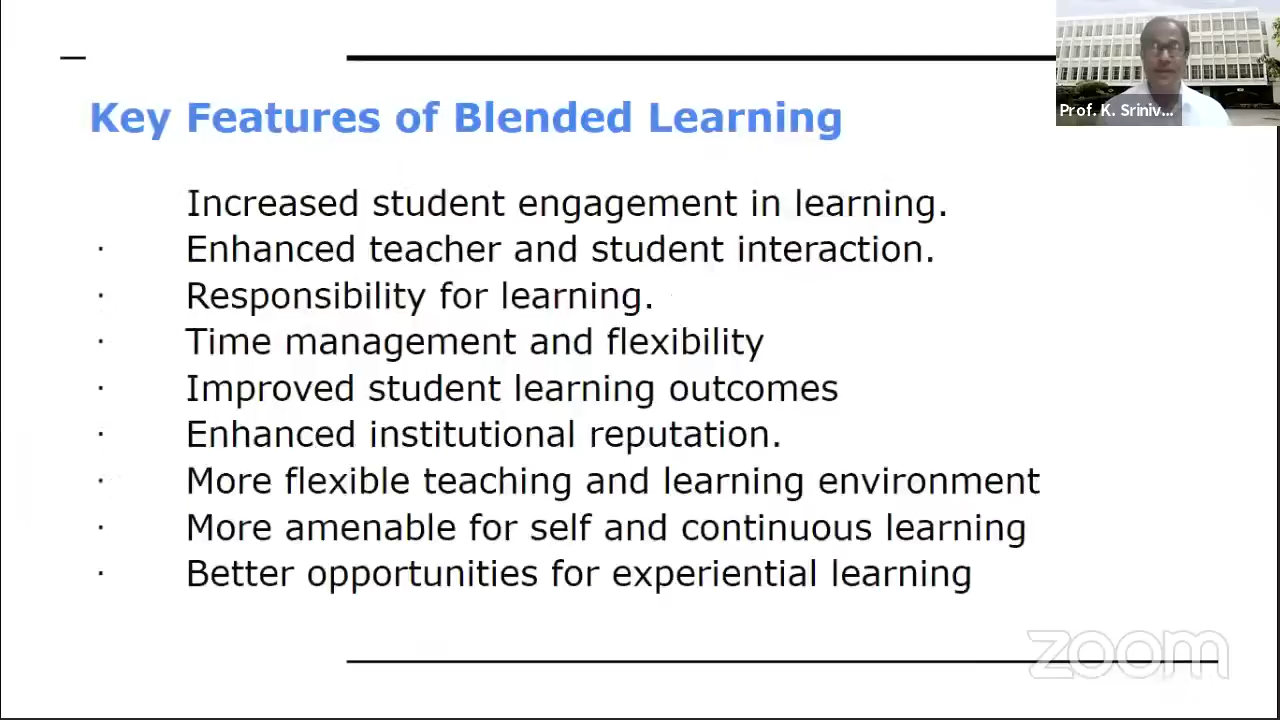 Prof. K. Sriniv...
Key Features of Blended Learning
Increased student engagement in learning.
· Enhanced teacher and student interaction.
· Responsibility for learning.
· Time management and flexibility
· Improved student learning outcomes
· Enhanced institutional reputation.
· More flexible teaching and learning environment
· More amenable for self and continuous learning
· Better opportunities for experiential learning
zoom